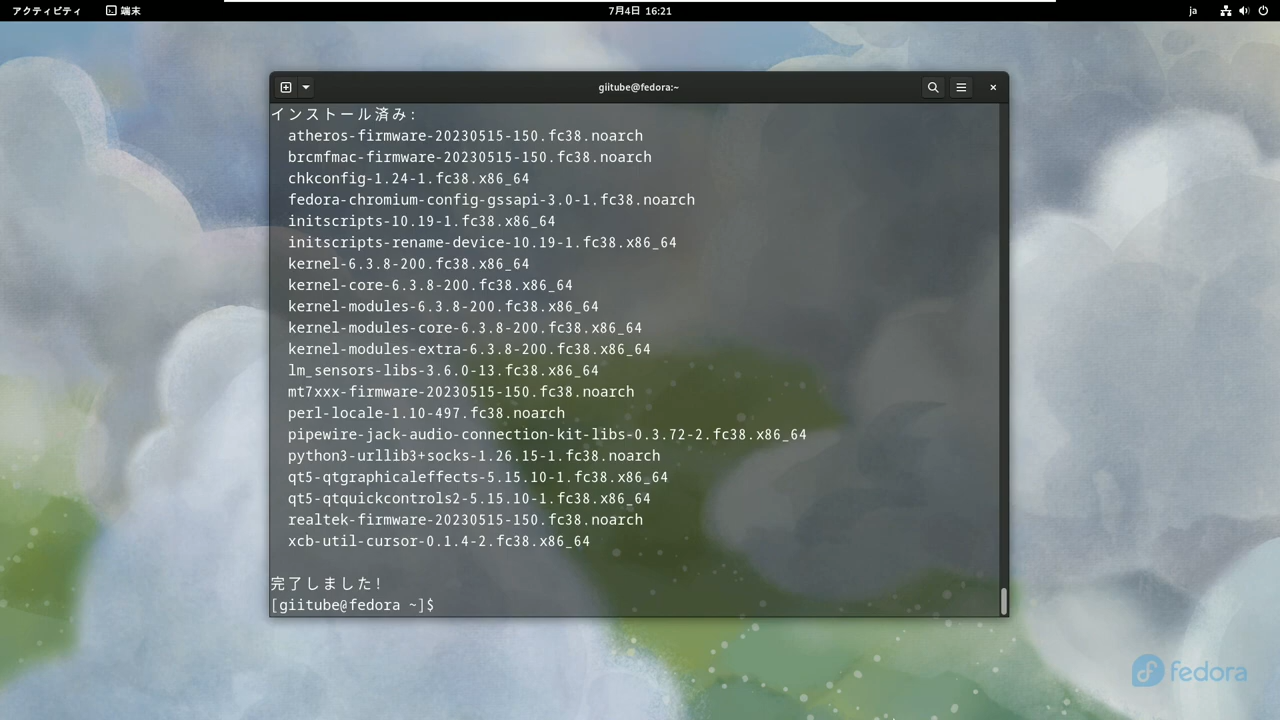 アクティビティ 端末 7月4日 16:21 ja
giitube@fedora:~
インストール済み:
atheros-firmware-20230515-150.fc38.noarch
brcmfmac-firmware-20230515-150.fc38.noarch
chkconfig-1.24-1.fc38.x86_64
fedora-chromium-config-gssapi-3.0-1.fc38.noarch
initscripts-10.19-1.fc38.x86_64
initscripts-rename-device-10.19-1.fc38.x86_64
kernel-6.3.8-200.fc38.x86_64
kernel-core-6.3.8-200.fc38.x86_64
kernel-modules-6.3.8-200.fc38.x86_64
kernel-modules-core-6.3.8-200.fc38.x86_64
kernel-modules-extra-6.3.8-200.fc38.x86_64
lm_sensors-libs-3.6.0-13.fc38.x86_64
mt7xxx-firmware-20230515-150.fc38.noarch
perl-locale-1.10-497.fc38.noarch
pipewire-jack-audio-connection-kit-libs-0.3.72-2.fc38.x86_64
python3-urllib3+socks-1.26.15-1.fc38.noarch
qt5-qtgraphicaleffects-5.15.10-1.fc38.x86_64
qt5-qtquickcontrols2-5.15.10-1.fc38.x86_64
realtek-firmware-20230515-150.fc38.noarch
xcb-util-cursor-0.1.4-2.fc38.x86_64
完了しました!
[giitube@fedora ~]$
fedora